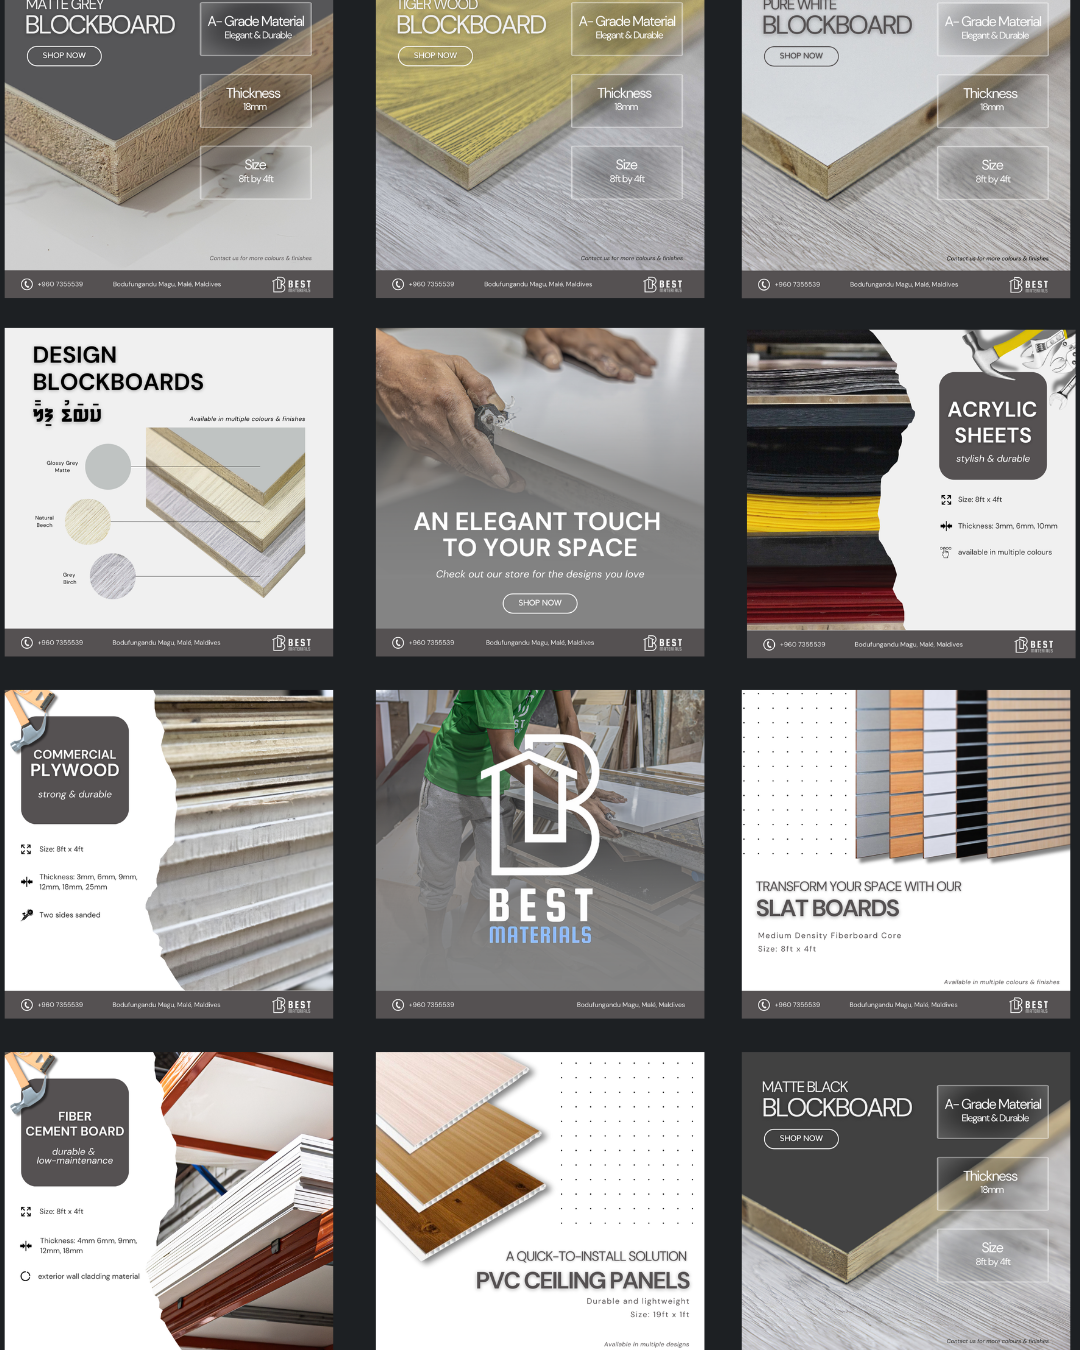 MATTE GREY
BLOCKBOARD
SHOP NOW
A- Grade Material
Elegant & Durable
Thickness
18mm
Size
8ft by 4ft
Contact us for more colours & finishes
+960 7355539
Bodufungandu Magu, Malé, Maldives
BEST
MATERIALS
TIGER WOOD
BLOCKBOARD
SHOP NOW
A- Grade Material
Elegant & Durable
Thickness
18mm
Size
8ft by 4ft
Contact us for more colours & finishes
+960 7355539
Bodufungandu Magu, Malé, Maldives
BEST
MATERIALS
PURE WHITE
BLOCKBOARD
SHOP NOW
A- Grade Material
Elegant & Durable
Thickness
18mm
Size
8ft by 4ft
Contact us for more colours & finishes
+960 7355539
Bodufungandu Magu, Malé, Maldives
BEST
MATERIALS
DESIGN
BLOCKBOARDS
Available in multiple colours & finishes
Glossy Grey
Matte
Natural
Beech
Grey
Birch
+960 7355539
Bodufungandu Magu, Malé, Maldives
BEST
MATERIALS
AN ELEGANT TOUCH
TO YOUR SPACE
Check out our store for the designs you love
SHOP NOW
+960 7355539
Bodufungandu Magu, Malé, Maldives
BEST
MATERIALS
ACRYLIC
SHEETS
stylish & durable
Size: 8ft x 4ft
Thickness: 3mm, 6mm, 10mm
available in multiple colours
+960 7355539
Bodufungandu Magu, Malé, Maldives
BEST
MATERIALS
COMMERCIAL
PLYWOOD
strong & durable
Size: 8ft x 4ft
Thickness: 3mm, 6mm, 9mm,
12mm, 18mm, 25mm
Two sides sanded
+960 7355539
Bodufungandu Magu, Malé, Maldives
BEST
MATERIALS
BEST
MATERIALS
+960 7355539
Bodufungandu Magu, Malé, Maldives
TRANSFORM YOUR SPACE WITH OUR
SLAT BOARDS
Medium Density Fiberboard Core
Size: 8ft x 4ft
Available in multiple colours & finishes
+960 7355539
Bodufungandu Magu, Malé, Maldives
BEST
MATERIALS
FIBER
CEMENT BOARD
durable &
low-maintenance
Size: 8ft x 4ft
Thickness: 4mm 6mm, 9mm,
12mm, 18mm
exterior wall cladding material
A QUICK-TO-INSTALL SOLUTION
PVC CEILING PANELS
Durable and lightweight
Size: 19ft x 1ft
Available in multiple designs
MATTE BLACK
BLOCKBOARD
SHOP NOW
A- Grade Material
Elegant & Durable
Thickness
18mm
Size
8ft by 4ft
Contact us for more colours & finishes